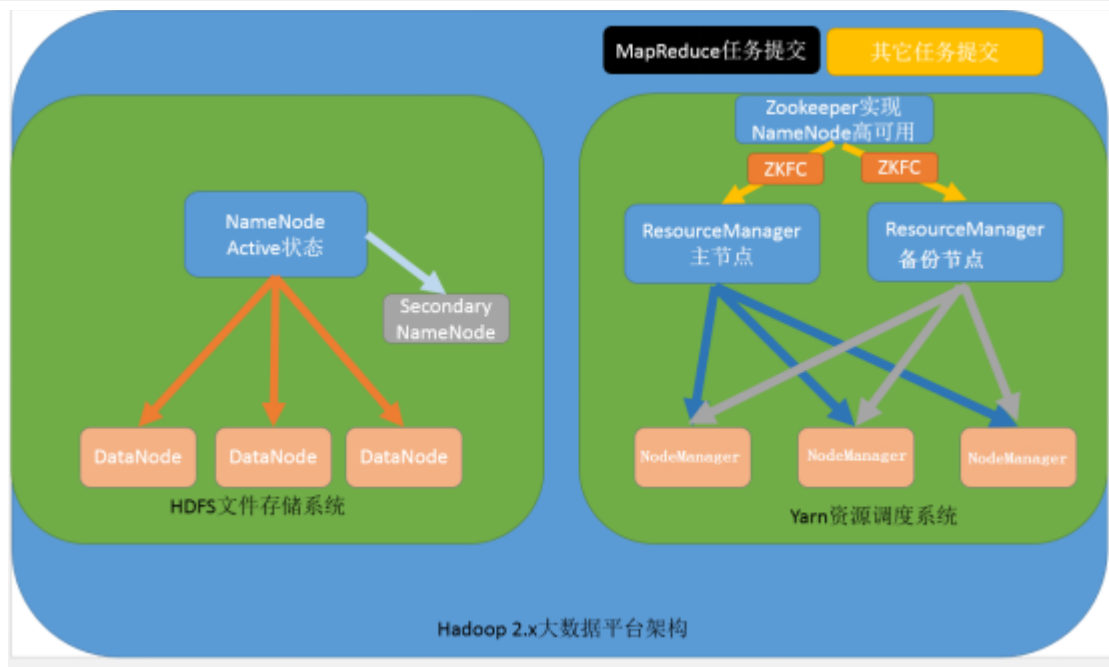 MapReduce任务提交
其它任务提交
Zookeeper实现
NameNode高可用
ZKFC
ZKFC
NameNode
Active状态
Secondary
NameNode
ResourceManager
主节点
ResourceManager
备份节点
DataNode
DataNode
DataNode
NodeManager
NodeManager
NodeManager
HDFS文件存储系统
Yarn资源调度系统
Hadoop 2.x大数据平台架构